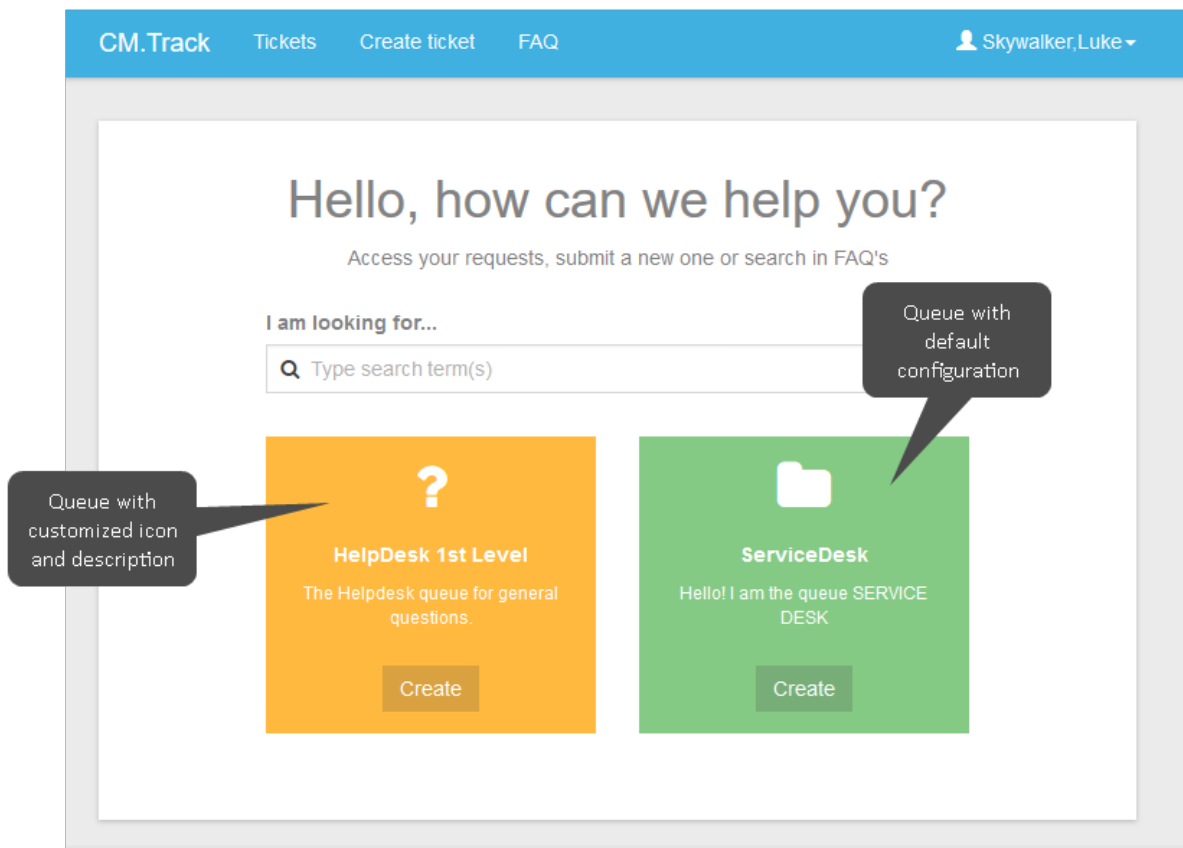 CM.Track Tickets Create ticket FAQ Skywalker,Luke
Hello, how can we help you?
Access your requests, submit a new one or search in FAQ's
I am looking for...
Type search term(s)
Queue with
default
configuration
Queue with
customized icon
and description
?
HelpDesk 1st Level
The Helpdesk queue for general
questions.
Create
ServiceDesk
Hello! I am the queue SERVICE
DESK
Create